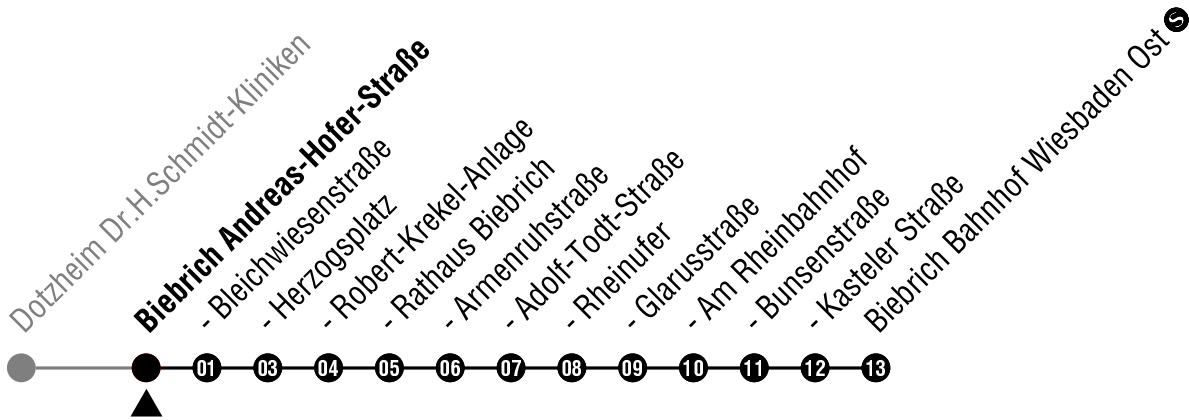 Dotzheim Dr.H.Schmidt-Kliniken
Biebrich Andreas-Hofer-Straße
- Bleichwiesenstraße
- Herzogsplatz
- Robert-Krekel-Anlage
- Rathaus Biebrich
- Armenruhstraße
- Adolf-Todt-Straße
- Rheinufer
- Glarusstraße
- Am Rheinbahnhof
- Bunsenstraße
- Kasteler Straße
Biebrich Bahnhof Wiesbaden Ost S
01 03 04 05 06 07 08 09 10 11 12 13